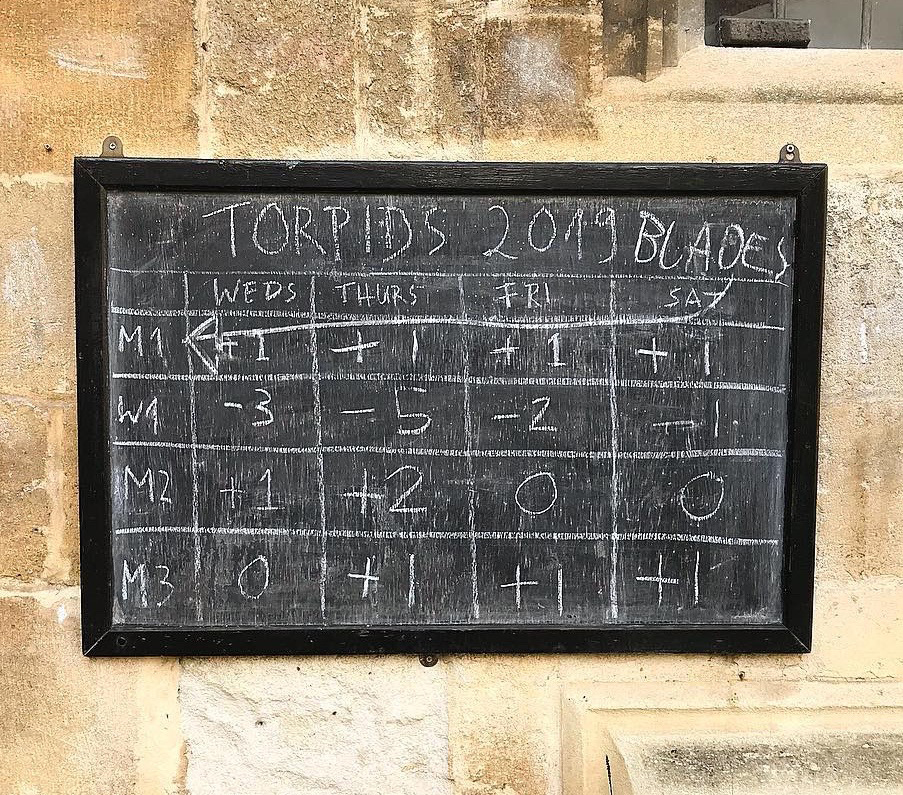 TORPIDS 2019 BLADES
WEDS THURS FRI SAT
M1 +1 +1 +1 +1
W1 -3 -5 -2 -1
M2 +1 +2 0 0
M3 0 +1 +1 +1